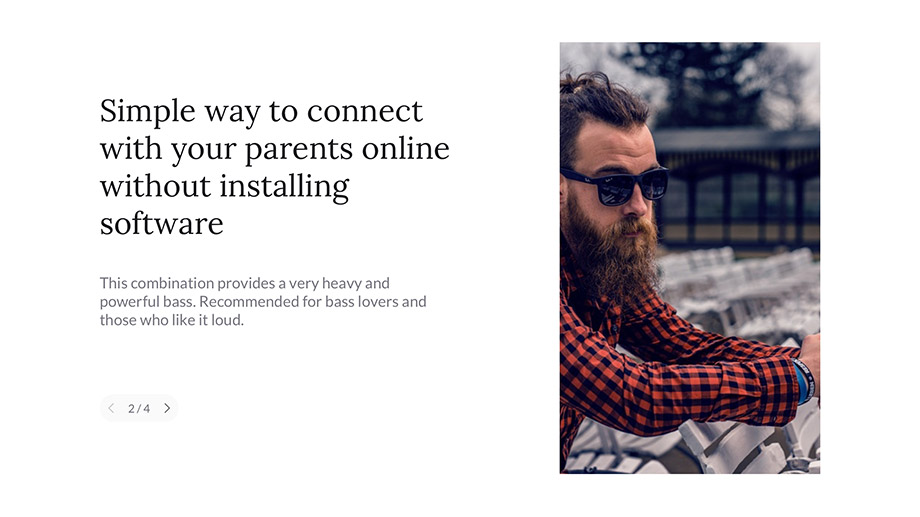 Simple way to connect
with your parents online
without installing
software
This combination provides a very heavy and
powerful bass. Recommended for bass lovers and
those who like it loud.
2 / 4